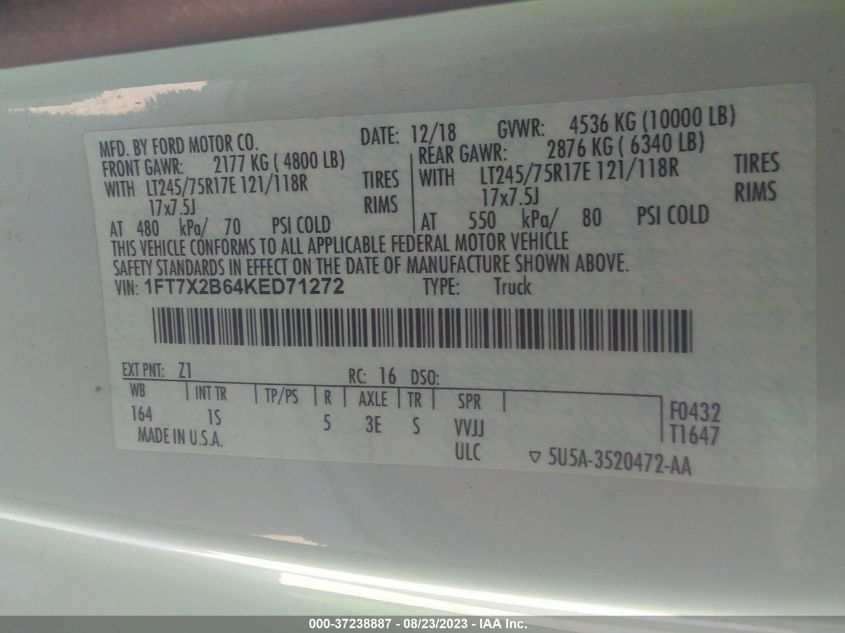 MFD. BY FORD MOTOR CO. DATE: 12/18 GVWR: 4536 KG (10000 LB)
FRONT GAWR: 2177 KG ( 4800 LB) REAR GAWR: 2876 KG ( 6340 LB)
WITH LT245/75R17E 121/118R TIRES WITH LT245/75R17E 121/118R TIRES
17x7.5J RIMS 17x7.5J RIMS
AT 480 kPa/ 70 PSI COLD AT 550 kPa/ 80 PSI COLD
THIS VEHICLE CONFORMS TO ALL APPLICABLE FEDERAL MOTOR VEHICLE
SAFETY STANDARDS IN EFFECT ON THE DATE OF MANUFACTURE SHOWN ABOVE.
VIN: 1FT7X2B64KED71272 TYPE: Truck
EXT PNT: Z1 RC: 16 DSO:
WB INT TR TP/PS R AXLE TR SPR
164 1S 5 3E S VVJJ F0432
MADE IN U.S.A. ULC T1647
▽ 5U5A-3520472-AA
000-37238887 - 08/23/2023 - IAA Inc.